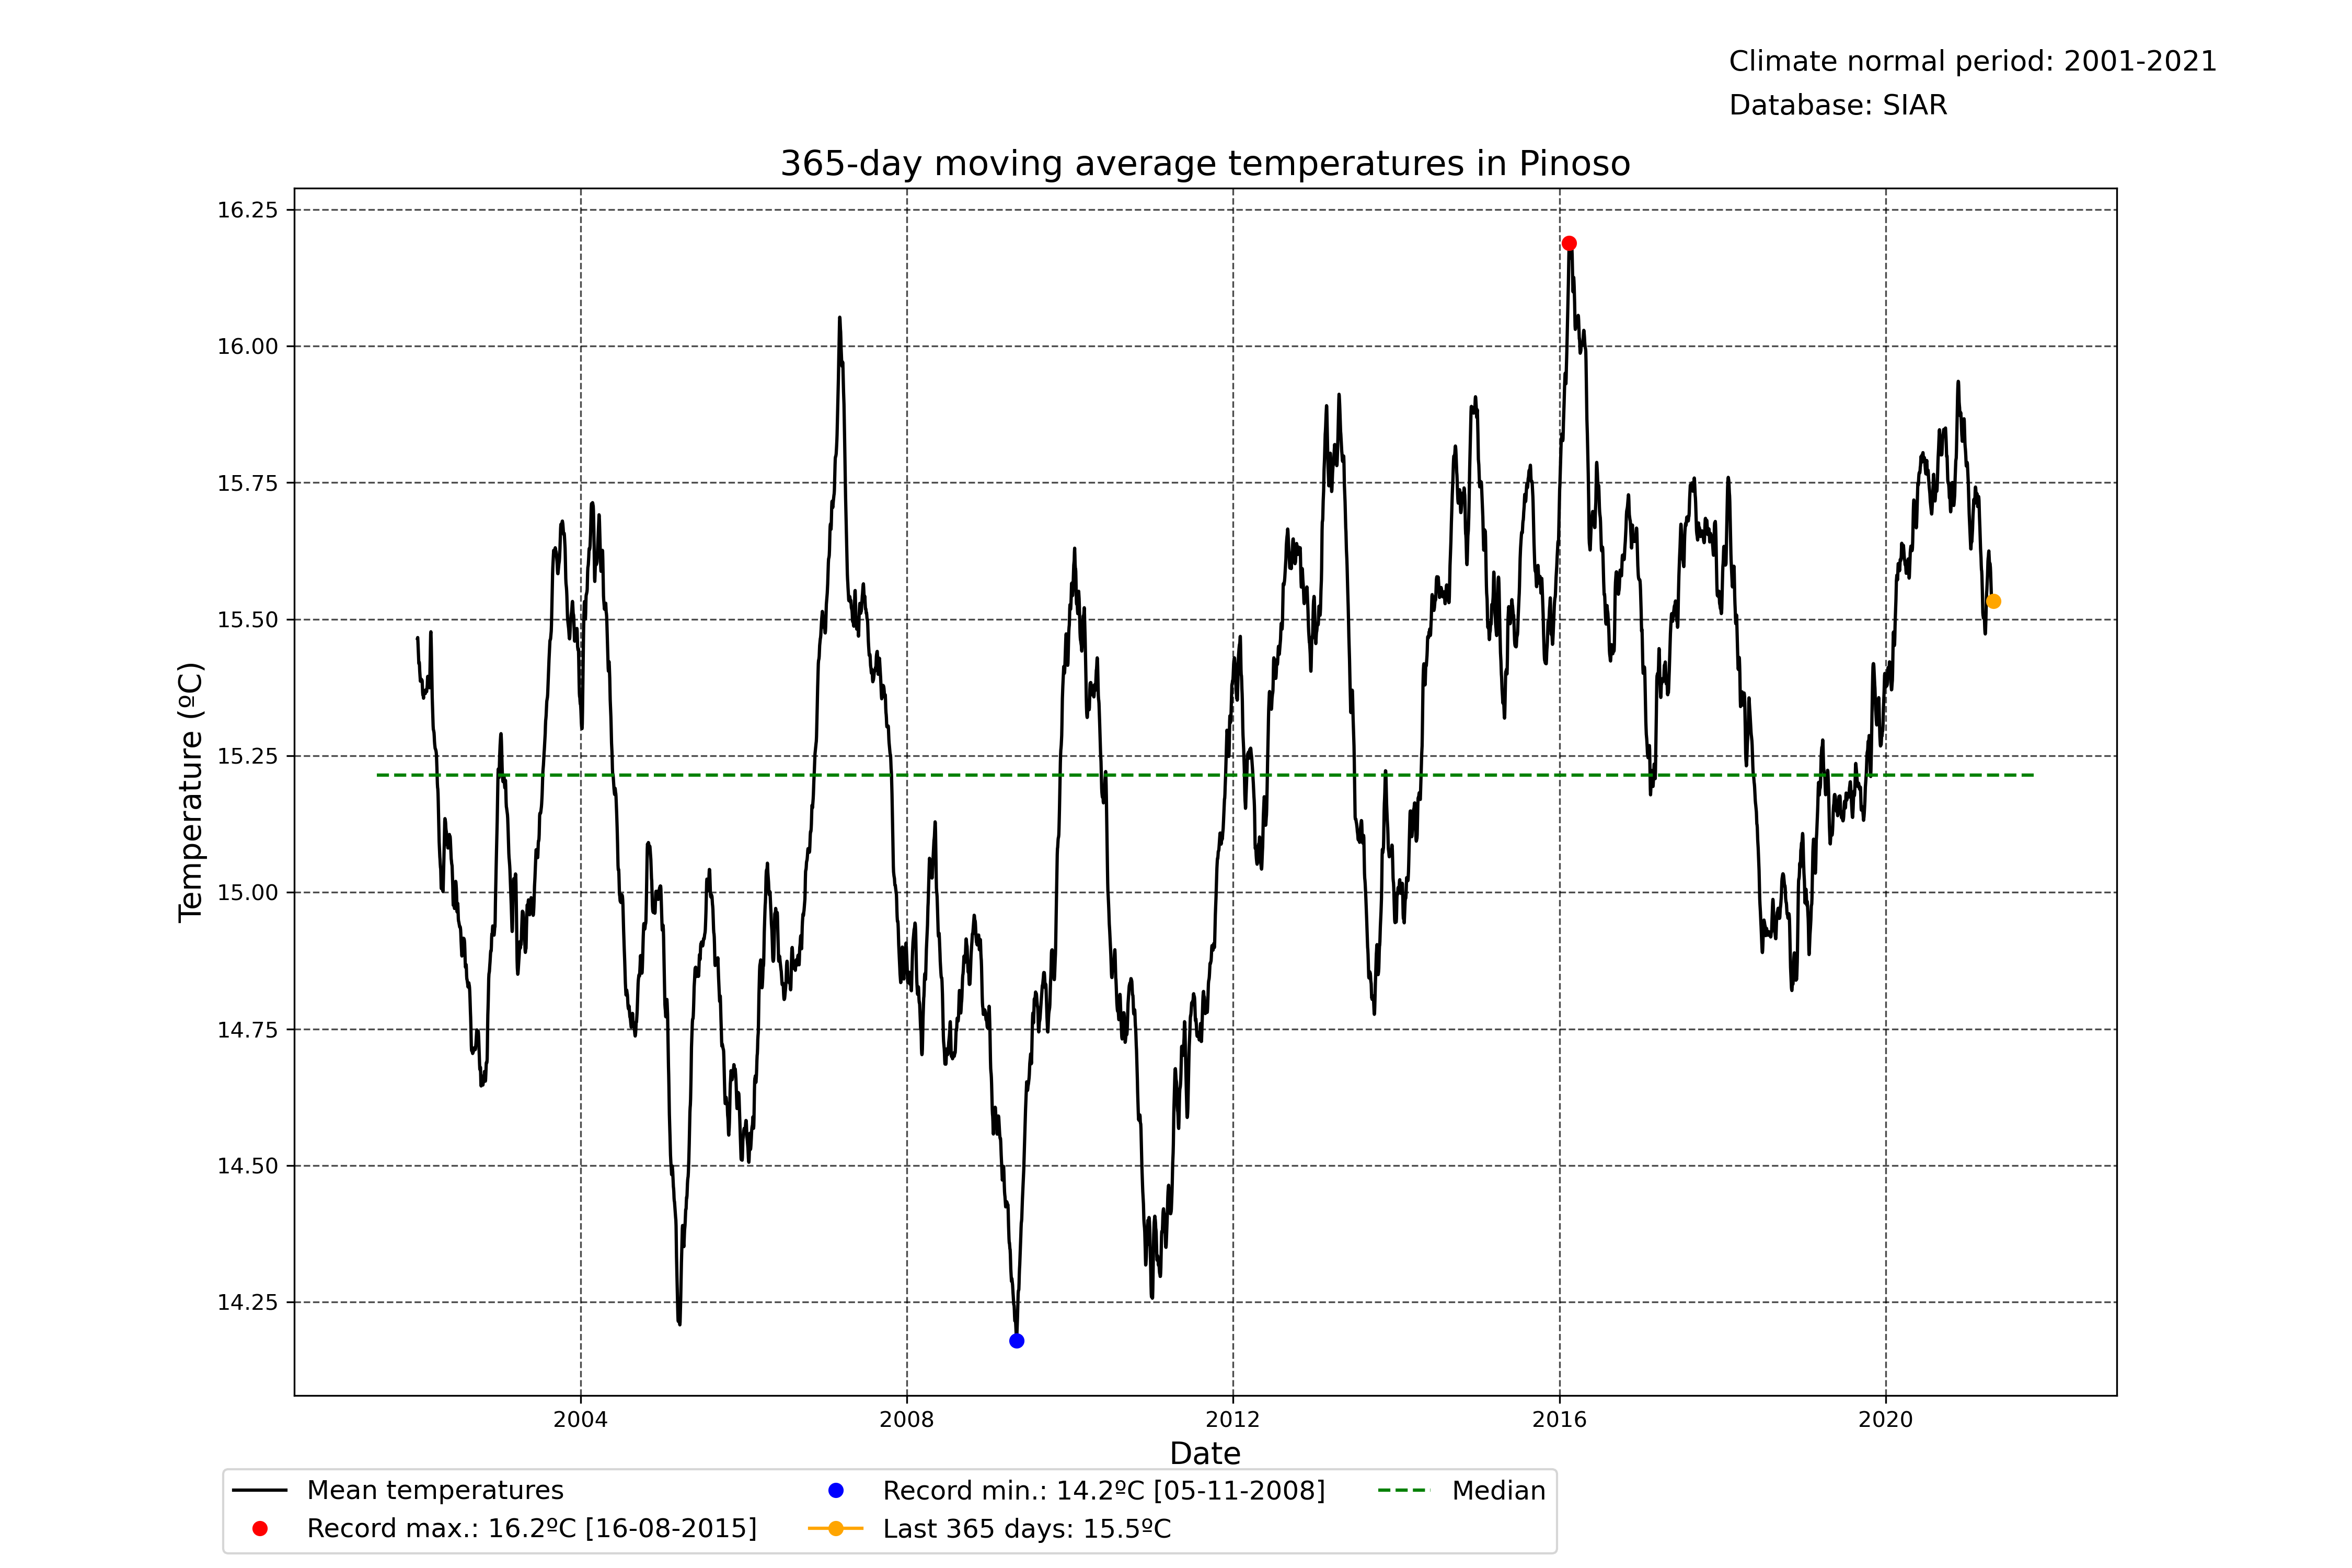 Climate normal period: 2001-2021
Database: SIAR
365-day moving average temperatures in Pinoso
16.25
16.00
15.75
15.50
15.25
15.00
14.75
14.50
14.25
Temperature (ºC)
2004 2008 2012 2016 2020
Date
Mean temperatures
Record max.: 16.2ºC [16-08-2015]
Record min.: 14.2ºC [05-11-2008]
Last 365 days: 15.5ºC
Median